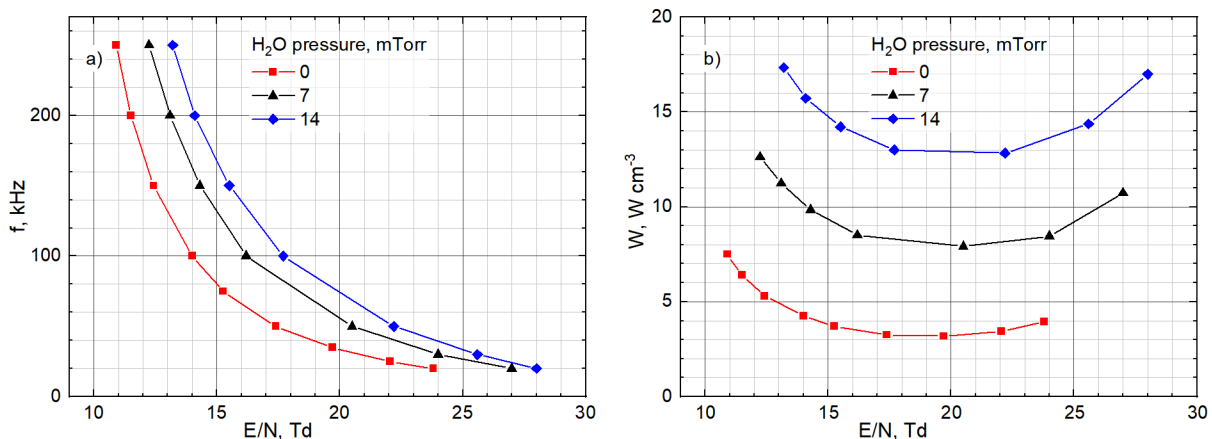 a)
H₂O pressure, mTorr
0
7
14
200
100
0
f, kHz
10 15 20 25 30
E/N, Td
b)
H₂O pressure, mTorr
0
7
14
20
15
10
5
0
W, W cm⁻³
10 15 20 25 30
E/N, Td